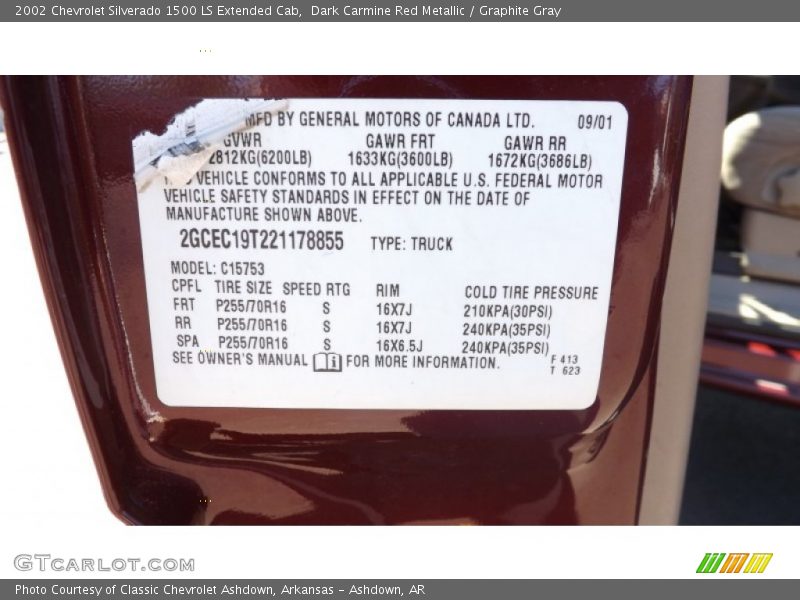 2002 Chevrolet Silverado 1500 LS Extended Cab,  Dark Carmine Red Metallic / Graphite Gray
MFD BY GENERAL MOTORS OF CANADA LTD. 09/01
GVWR GAWR FRT GAWR RR
2812KG(6200LB) 1633KG(3600LB) 1672KG(3686LB)
VEHICLE CONFORMS TO ALL APPLICABLE U.S. FEDERAL MOTOR
VEHICLE SAFETY STANDARDS IN EFFECT ON THE DATE OF
MANUFACTURE SHOWN ABOVE.
2GCEC19T221178855 TYPE: TRUCK
MODEL: C15753
CPFL TIRE SIZE SPEED RTG RIM COLD TIRE PRESSURE
FRT P255/70R16 S 16X7J 210KPA(30PSI)
RR P255/70R16 S 16X7J 240KPA(35PSI)
SPA P255/70R16 S 16X6.5J 240KPA(35PSI)
SEE OWNER'S MANUAL FOR MORE INFORMATION. F 413
T 623
GTCARLOT.COM
Photo Courtesy of Classic Chevrolet Ashdown, Arkansas - Ashdown, AR